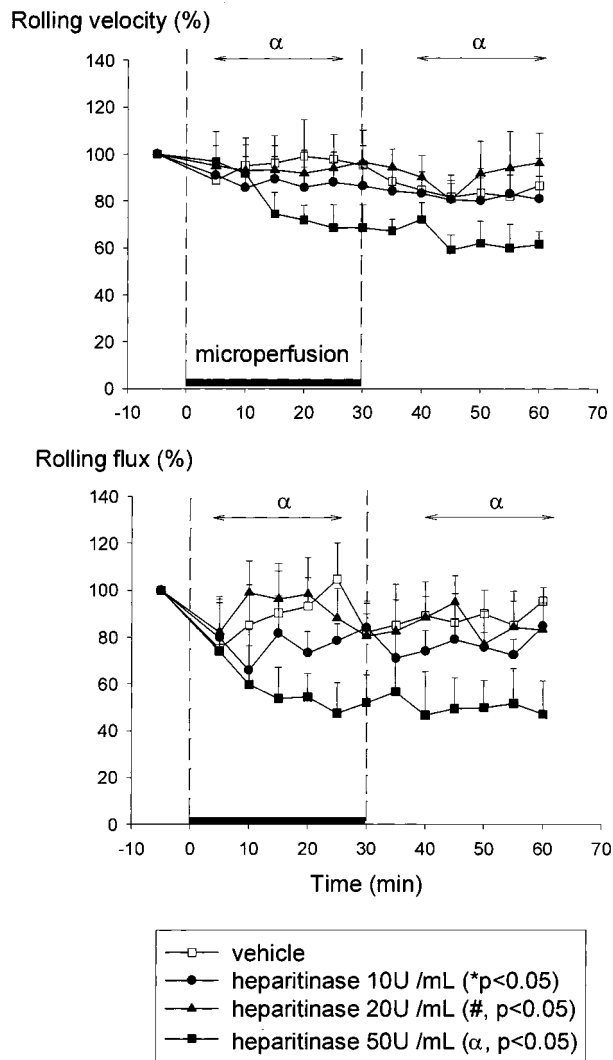 Rolling velocity (%)
α α
140
120
100
80
60
40
20
0
microperfusion
-10 0 10 20 30 40 50 60 70
Rolling flux (%)
α α
140
120
100
80
60
40
20
0
-10 0 10 20 30 40 50 60 70
Time (min)
vehicle
heparitinase 10U /mL (*p<0.05)
heparitinase 20U /mL (#, p<0.05)
heparitinase 50U /mL (α, p<0.05)